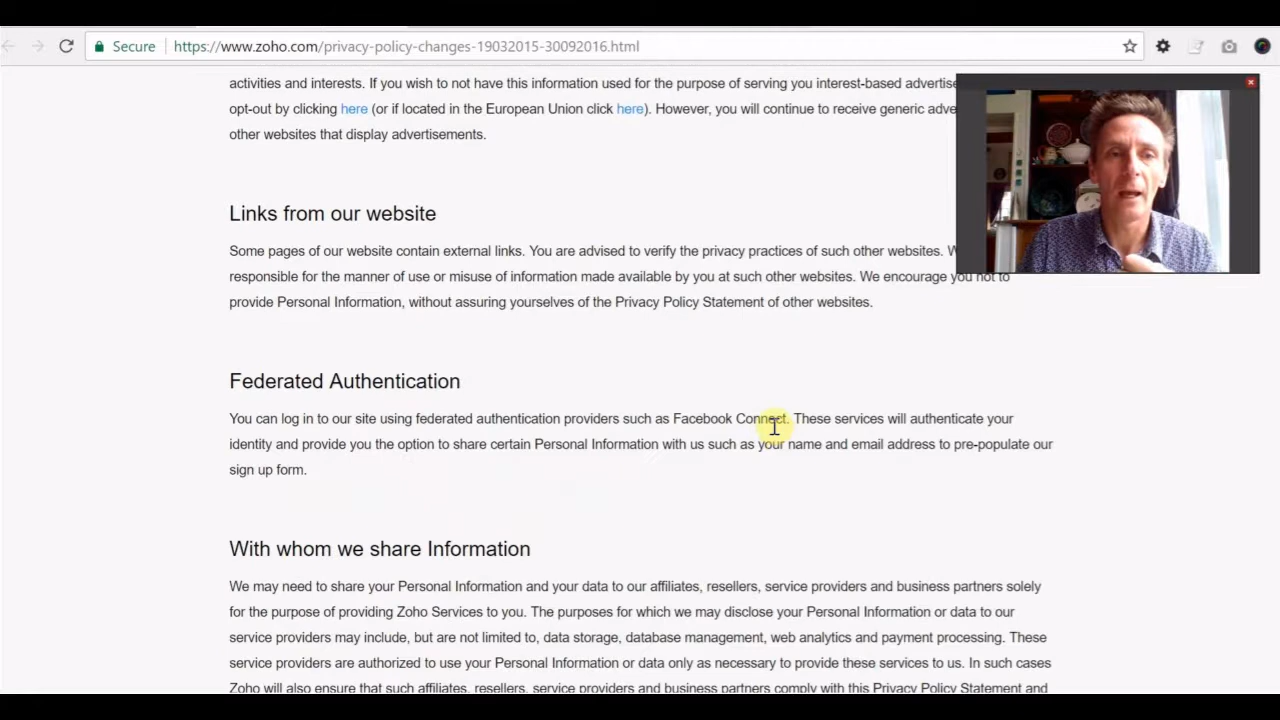 Secure
https://www.zoho.com/privacy-policy-changes-19032015-30092016.html
activities and interests. If you wish to not have this information used for the purpose of serving you interest-based
opt-out by clicking here (or if located in the European Union click here). However, you will continue to receive generic
other websites that display advertisements.
Links from our website
Some pages of our website contain external links. You are advised to verify the privacy practices of such other websites.
responsible for the manner of use or misuse of information made available by you at such other websites. We encourage you not to
provide Personal Information, without assuring yourselves of the Privacy Policy Statement of other websites.
Federated Authentication
You can log in to our site using federated authentication providers such as Facebook Connect. These services will authenticate your
identity and provide you the option to share certain Personal Information with us such as your name and email address to pre-populate our
sign up form.
With whom we share Information
We may need to share your Personal Information and your data to our affiliates, resellers, service providers and business partners solely
for the purpose of providing Zoho Services to you. The purposes for which we may disclose your Personal Information or data to our
service providers may include, but are not limited to, data storage, database management, web analytics and payment processing. These
service providers are authorized to use your Personal Information or data only as necessary to provide these services to us. In such cases
Zoho will also ensure that such affiliates, resellers, service providers and business partners comply with this Privacy Policy Statement and